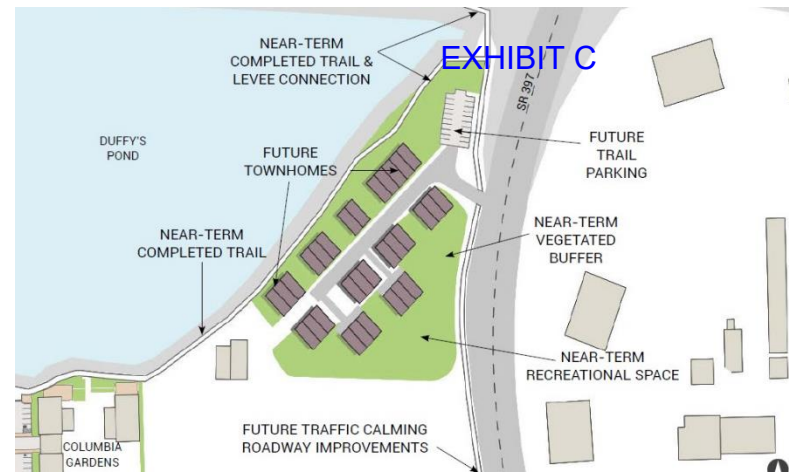 NEAR-TERM
COMPLETED TRAIL &
LEVEE CONNECTION
EXHIBIT C
SR 397
DUFFY'S
POND
FUTURE
TOWNHOMES
FUTURE
TRAIL
PARKING
NEAR-TERM
COMPLETED TRAIL
NEAR-TERM
VEGETATED
BUFFER
NEAR-TERM
RECREATIONAL SPACE
FUTURE TRAFFIC CALMING
ROADWAY IMPROVEMENTS
COLUMBIA
GARDENS